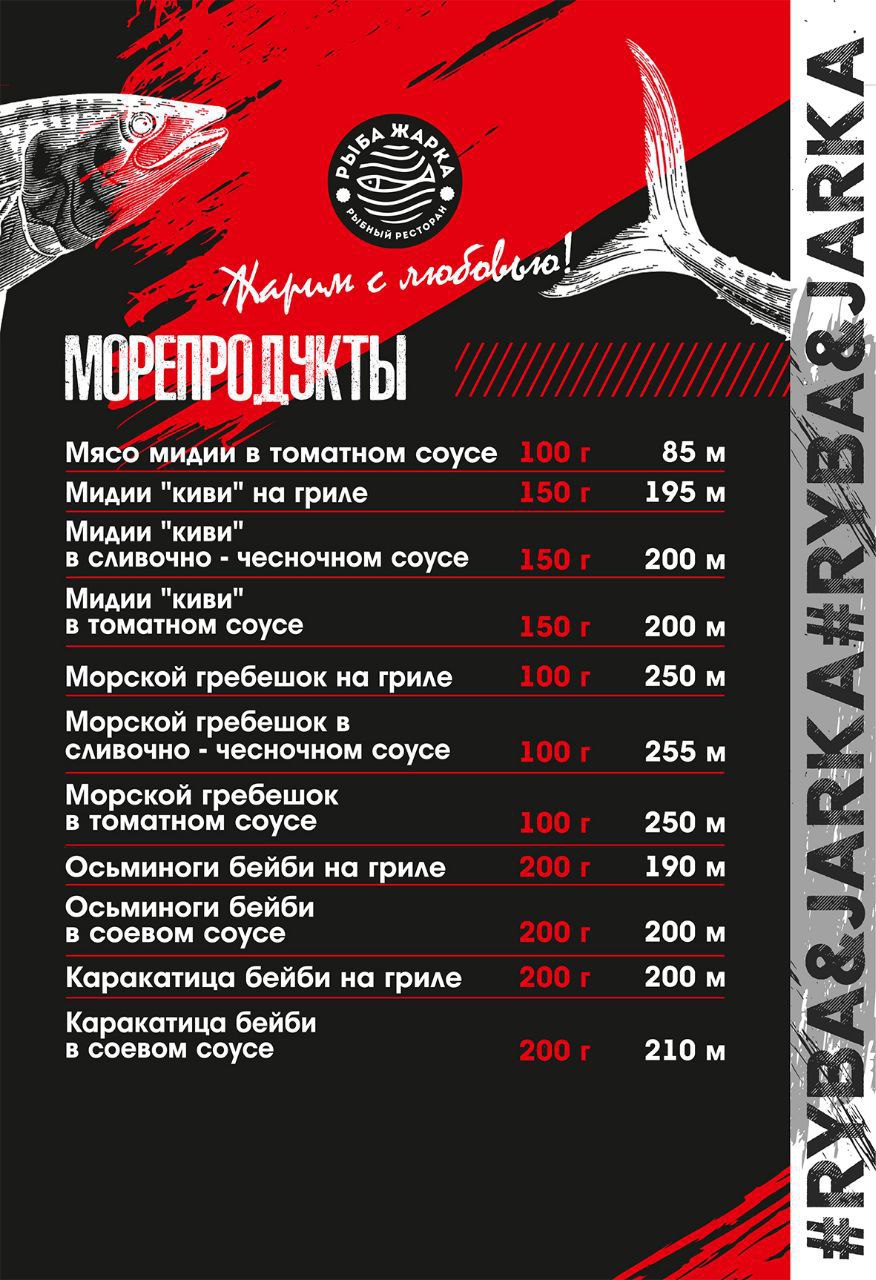 РЫБА ЖАРКА
РЫБНЫЙ РЕСТОРАН
Жарим с любовью!
МОРЕПРОДУКТЫ
Мясо мидии в томатном соусе 100 г 85 м
Мидии "киви" на гриле 150 г 195 м
Мидии "киви"
в сливочно - чесночном соусе 150 г 200 м
Мидии "киви"
в томатном соусе 150 г 200 м
Морской гребешок на гриле 100 г 250 м
Морской гребешок в
сливочно - чесночном соусе 100 г 255 м
Морской гребешок
в томатном соусе 100 г 250 м
Осьминоги бейби на гриле 200 г 190 м
Осьминоги бейби
в соевом соусе 200 г 200 м
Каракатица бейби на гриле 200 г 200 м
Каракатица бейби
в соевом соусе 200 г 210 м
#RYBA&JARKA#RYBA&JARKA